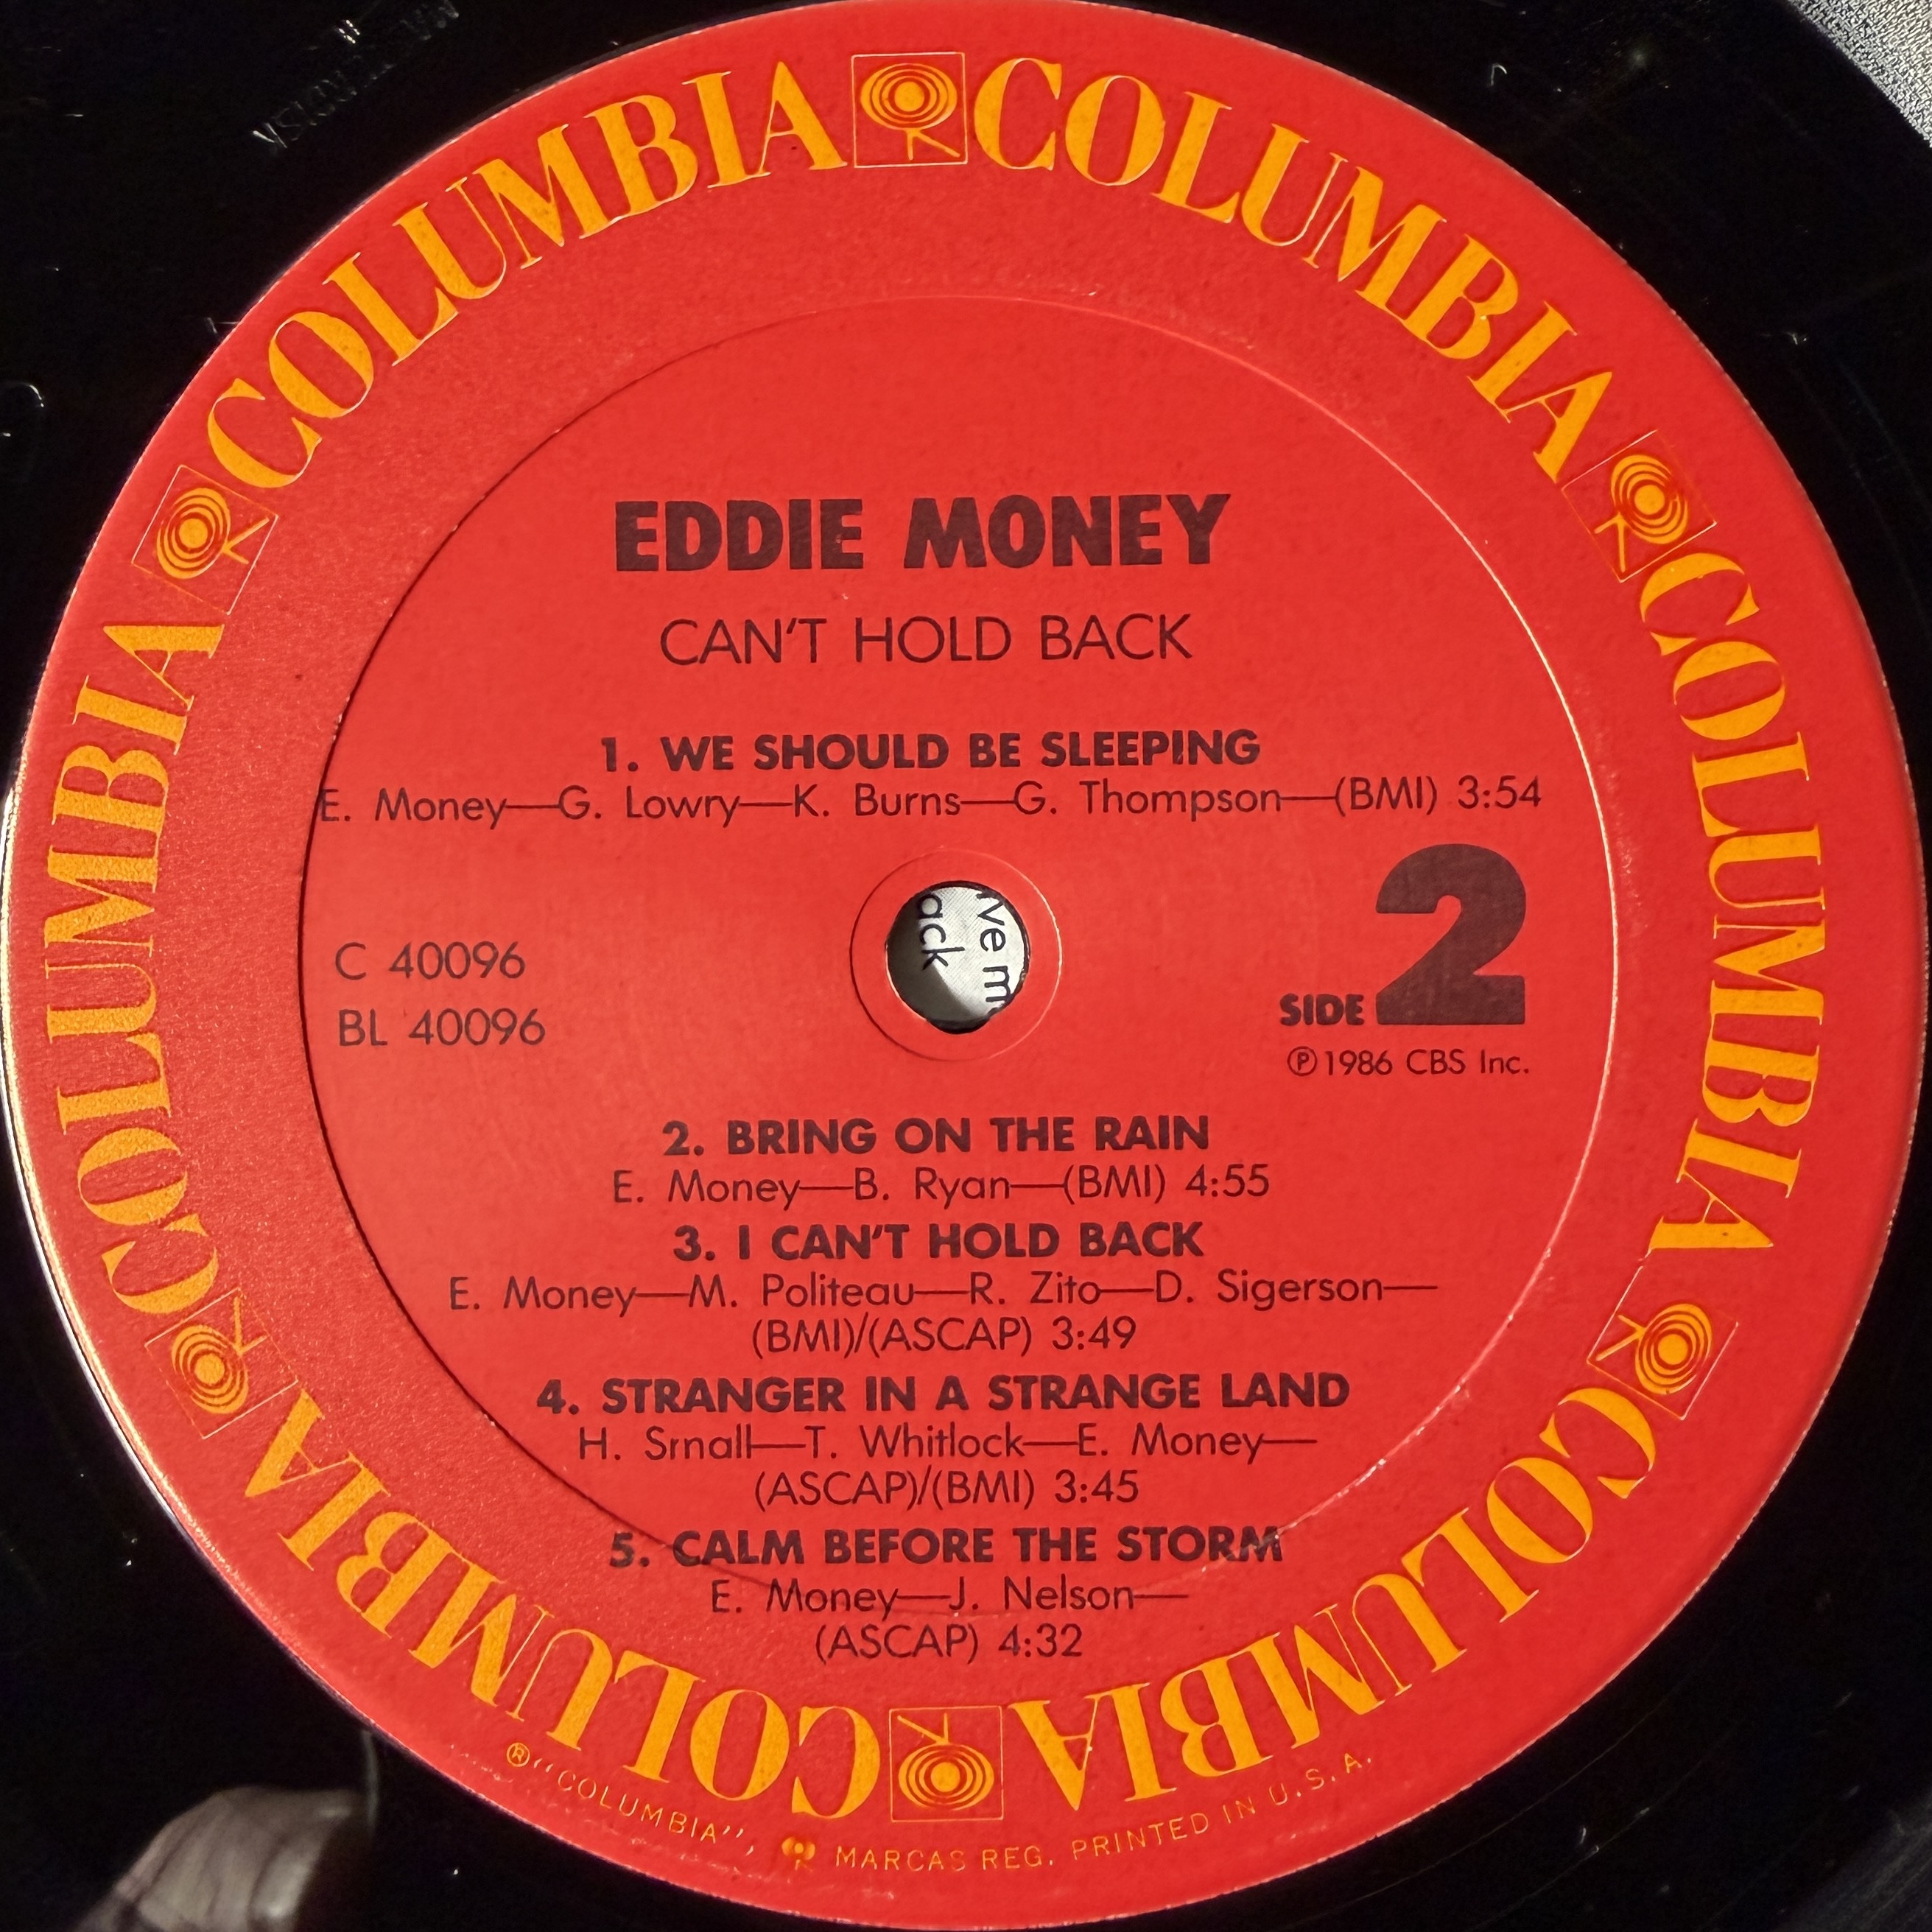 COLUMBIA COLUMBIA COLUMBIA COLUMBIA COLUMBIA COLUMBIA
EDDIE MONEY
CAN'T HOLD BACK
1. WE SHOULD BE SLEEPING
E. Money—G. Lowry—K. Burns—G. Thompson—(BMI) 3:54
C 40096
BL 40096
ve m
ack
SIDE 2
Ⓟ1986 CBS Inc.
2. BRING ON THE RAIN
E. Money—B. Ryan—(BMI) 4:55
3. I CAN'T HOLD BACK
E. Money—M. Politeau—R. Zito—D. Sigerson—
(BMI)/(ASCAP) 3:49
4. STRANGER IN A STRANGE LAND
H. Srnall—T. Whitlock—E. Money—
(ASCAP)/(BMI) 3:45
5. CALM BEFORE THE STORM
E. Money—J. Nelson—
(ASCAP) 4:32
® "COLUMBIA", MARCAS REG. PRINTED IN U.S.A.